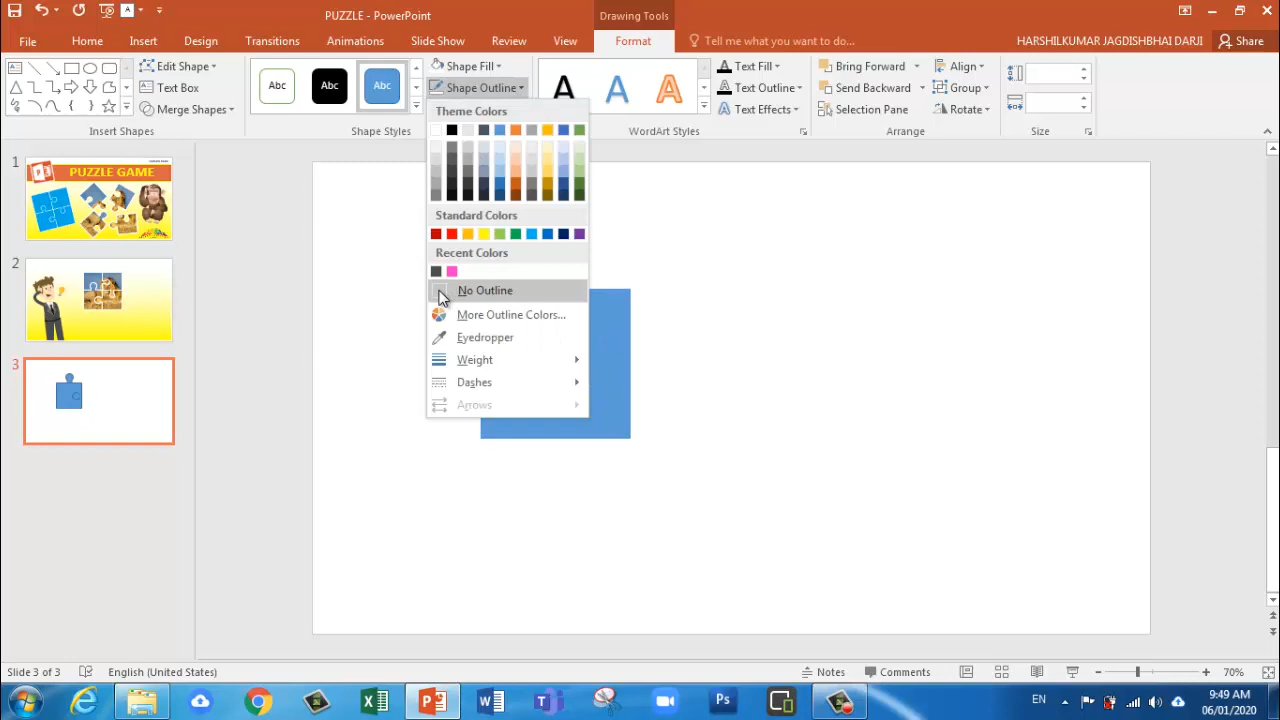 PUZZLE - PowerPoint
Drawing Tools
File
Home
Insert
Design
Transitions
Animations
Slide Show
Review
View
Format
Tell me what you want to do...
HARSHILKUMAR JAGDISHBHAI DARJI
Share
Edit Shape
Text Box
Merge Shapes
Insert Shapes
Abc
Abc
Abc
Shape Styles
Shape Fill
Shape Outline
A
A
A
WordArt Styles
Text Fill
Text Outline
Text Effects
Bring Forward
Send Backward
Selection Pane
Align
Group
Rotate
Arrange
Size
Theme Colors
Standard Colors
Recent Colors
No Outline
More Outline Colors...
Eyedropper
Weight
Dashes
Arrows
1
PUZZLE GAME
2
3
Slide 3 of 3
English (United States)
Notes
Comments
70%
EN
9:49 AM
06/01/2020